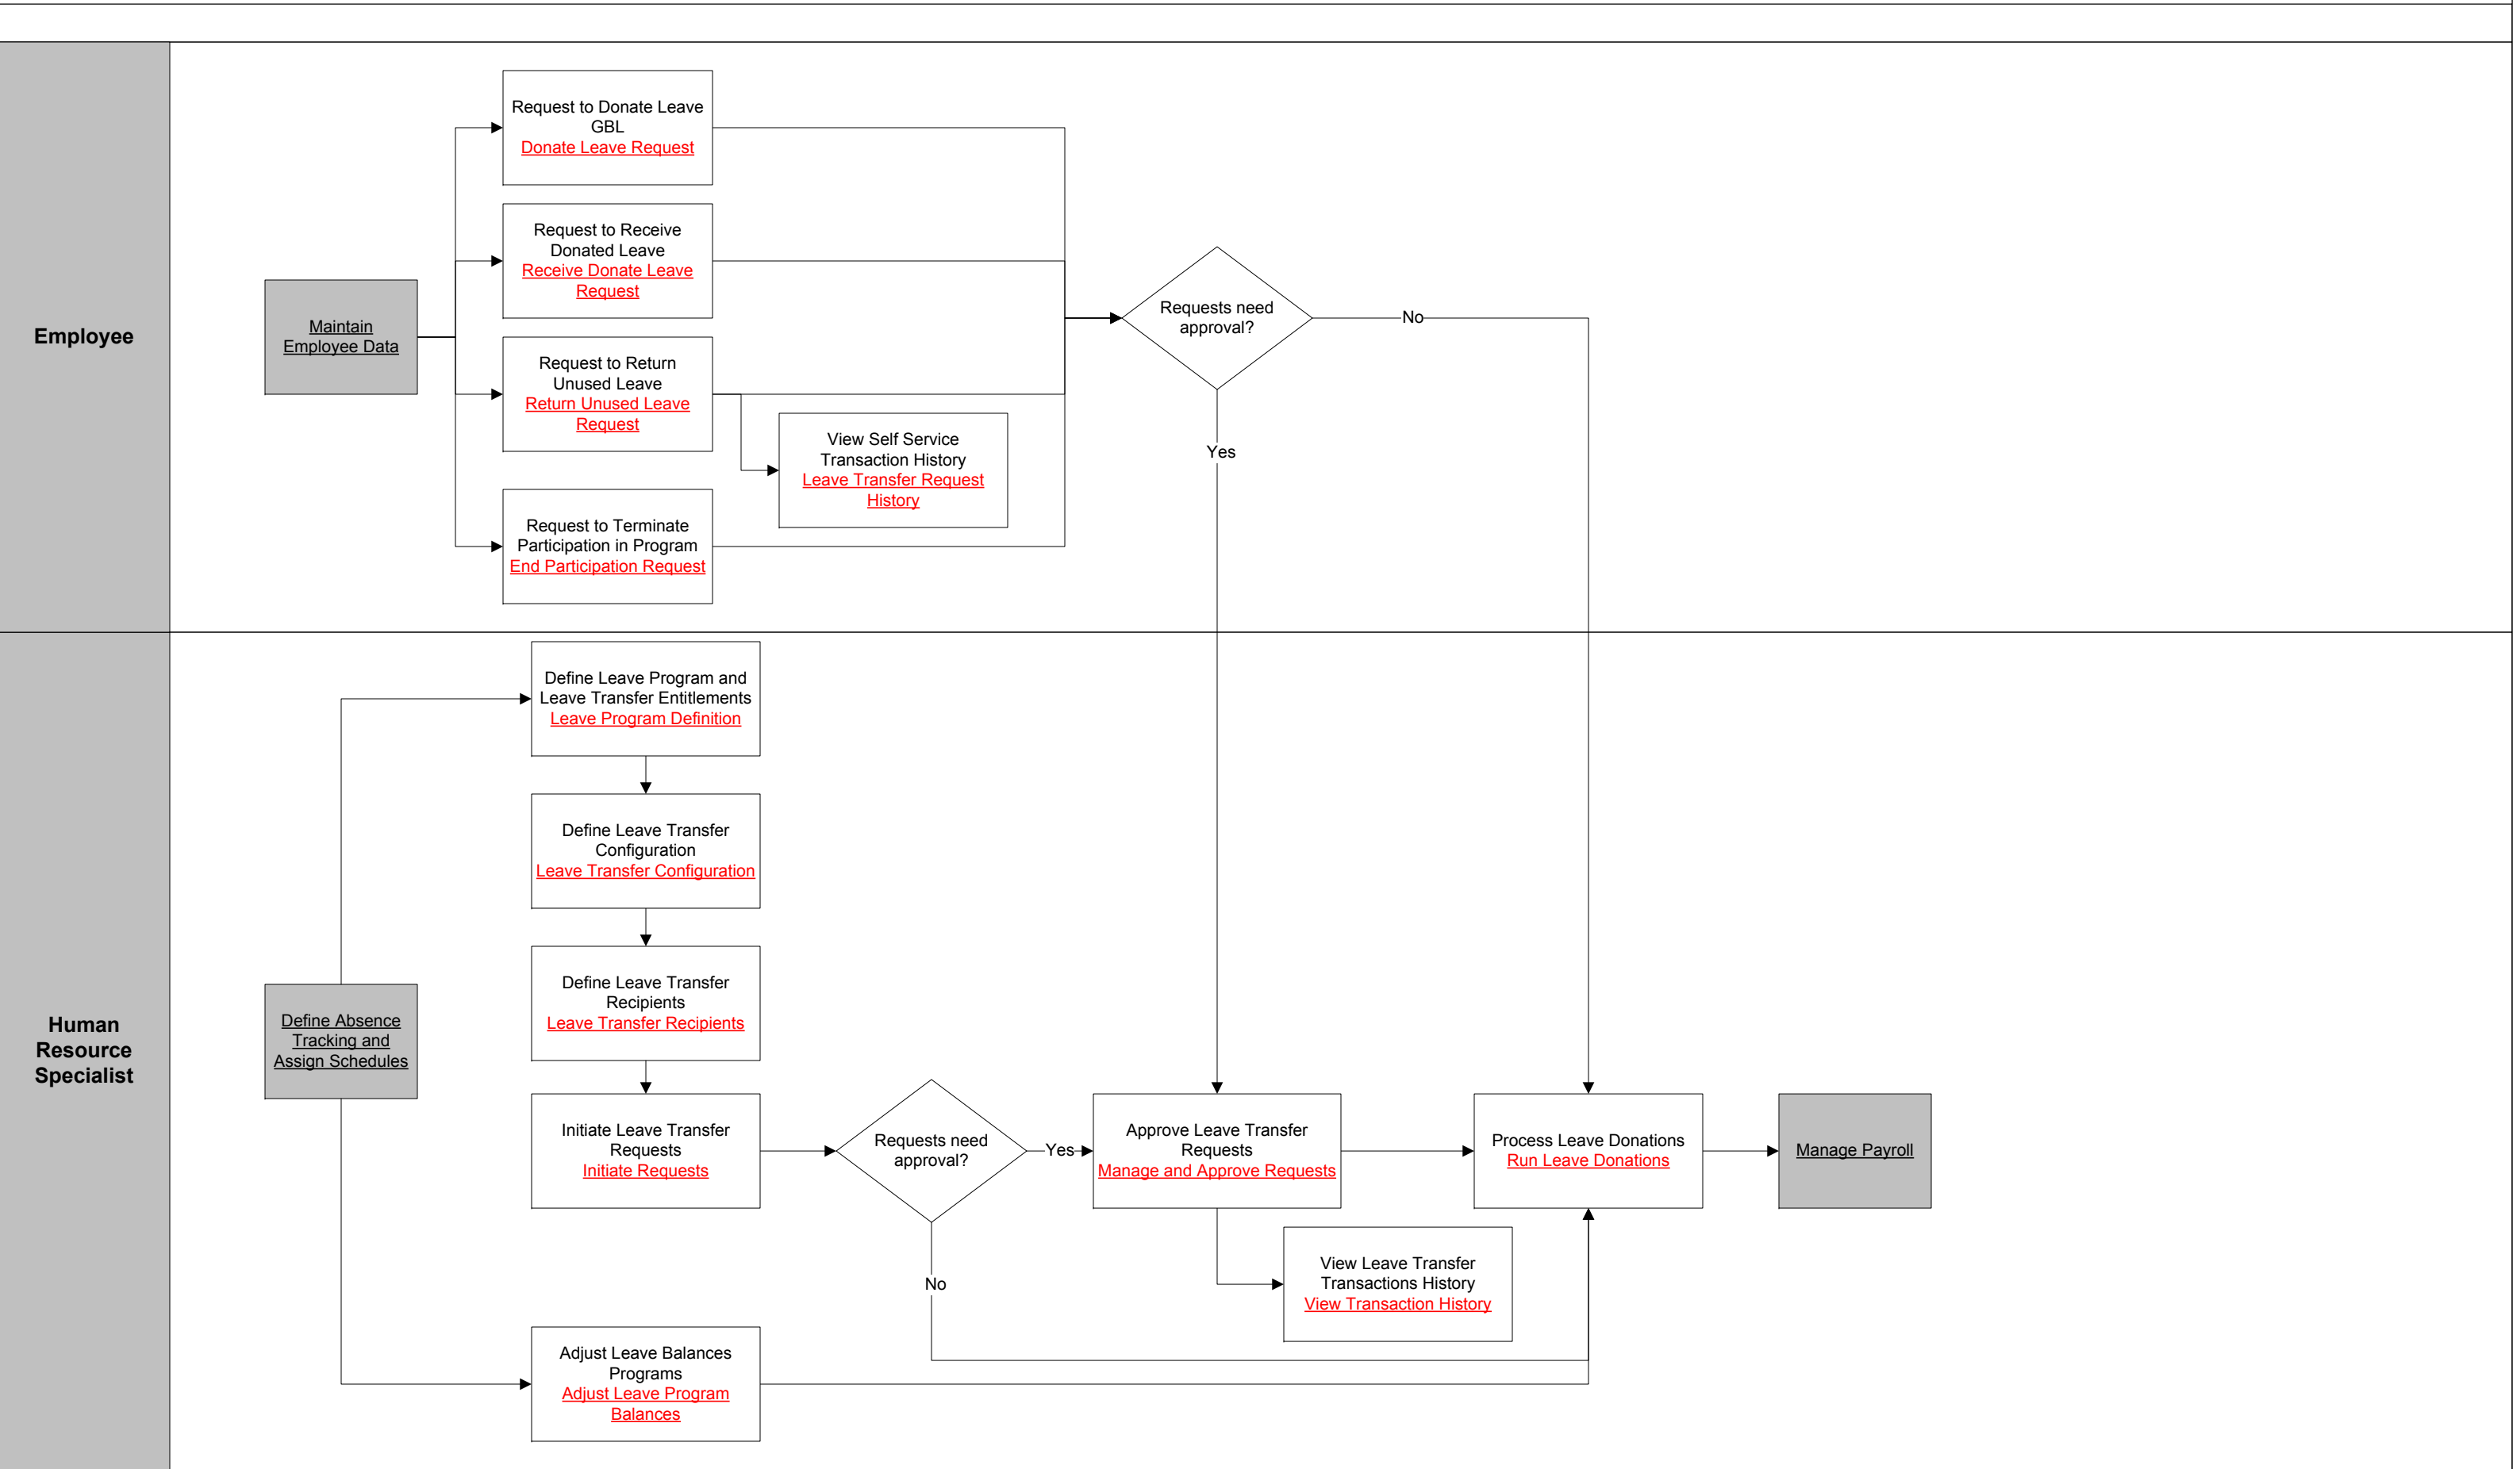 Employee
Maintain
Employee Data
Request to Donate Leave
GBL
Donate Leave Request
Request to Receive
Donated Leave
Receive Donate Leave
Request
Request to Return
Unused Leave
Return Unused Leave
Request
View Self Service
Transaction History
Leave Transfer Request
History
Request to Terminate
Participation in Program
End Participation Request
Requests need
approval?
No
Yes
Human
Resource
Specialist
Define Absence
Tracking and
Assign Schedules
Define Leave Program and
Leave Transfer Entitlements
Leave Program Definition
Define Leave Transfer
Configuration
Leave Transfer Configuration
Define Leave Transfer
Recipients
Leave Transfer Recipients
Initiate Leave Transfer
Requests
Initiate Requests
Requests need
approval?
Yes
No
Approve Leave Transfer
Requests
Manage and Approve Requests
View Leave Transfer
Transactions History
View Transaction History
Process Leave Donations
Run Leave Donations
Manage Payroll
Adjust Leave Balances
Programs
Adjust Leave Program
Balances